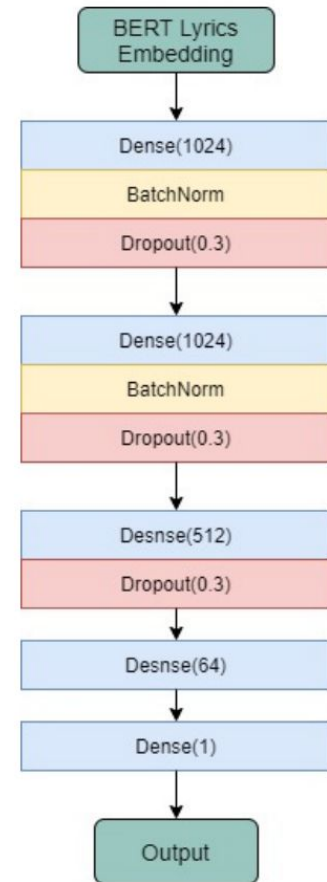 BERT Lyrics
Embedding
Dense(1024)
BatchNorm
Dropout(0.3)
Dense(1024)
BatchNorm
Dropout(0.3)
Desnse(512)
Dropout(0.3)
Desnse(64)
Dense(1)
Output